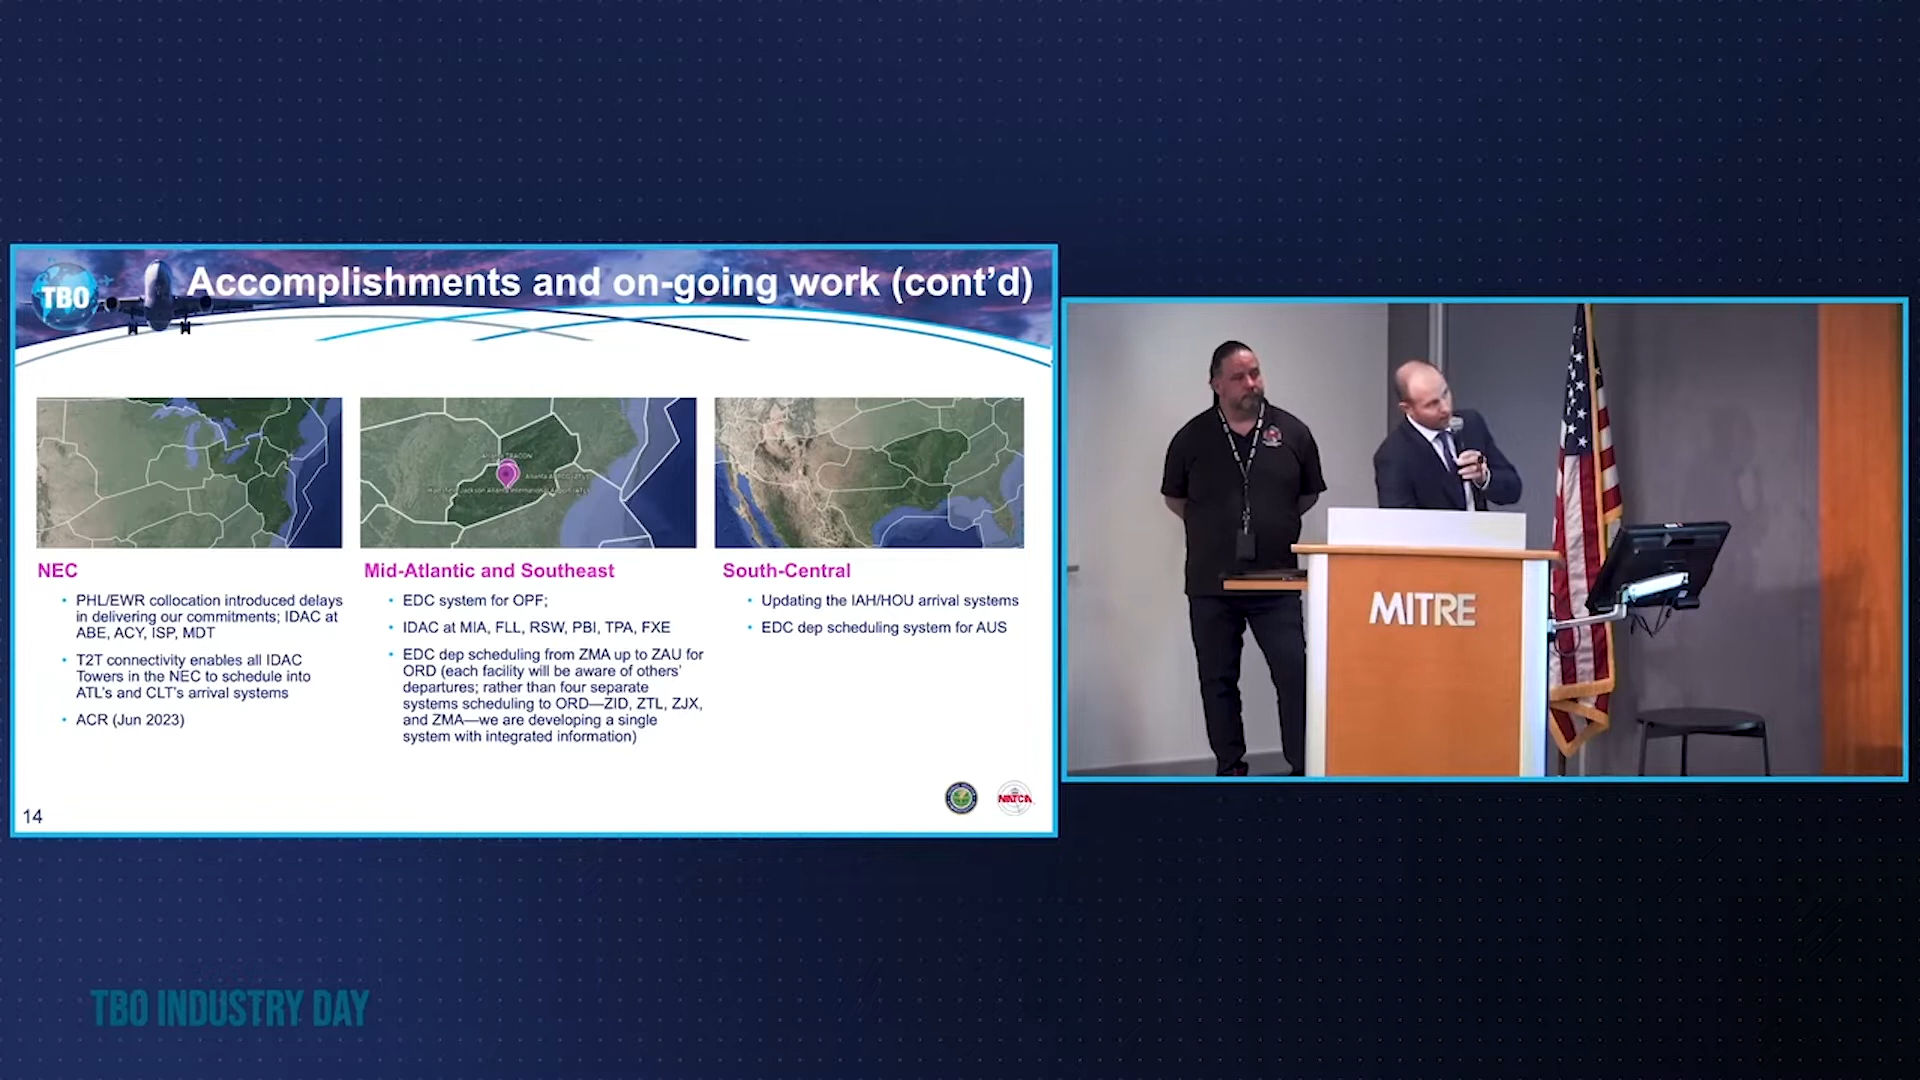 TBO
Accomplishments and on-going work (cont'd)
Atlanta TRACON
NEC
• PHL/EWR collocation introduced delays
in delivering our commitments; IDAC at
ABE, ACY, ISP, MDT
• T2T connectivity enables all IDAC
Towers in the NEC to schedule into
ATL's and CLT's arrival systems
• ACR (Jun 2023)
Mid-Atlantic and Southeast
• EDC system for OPF;
• IDAC at MIA, FLL, RSW, PBI, TPA, FXE
• EDC dep scheduling from ZMA up to ZAU for
ORD (each facility will be aware of others'
departures; rather than four separate
systems scheduling to ORD—ZID, ZTL, ZJX,
and ZMA—we are developing a single
system with integrated information)
South-Central
• Updating the IAH/HOU arrival systems
• EDC dep scheduling system for AUS
NATCA
14
MITRE
TBO INDUSTRY DAY